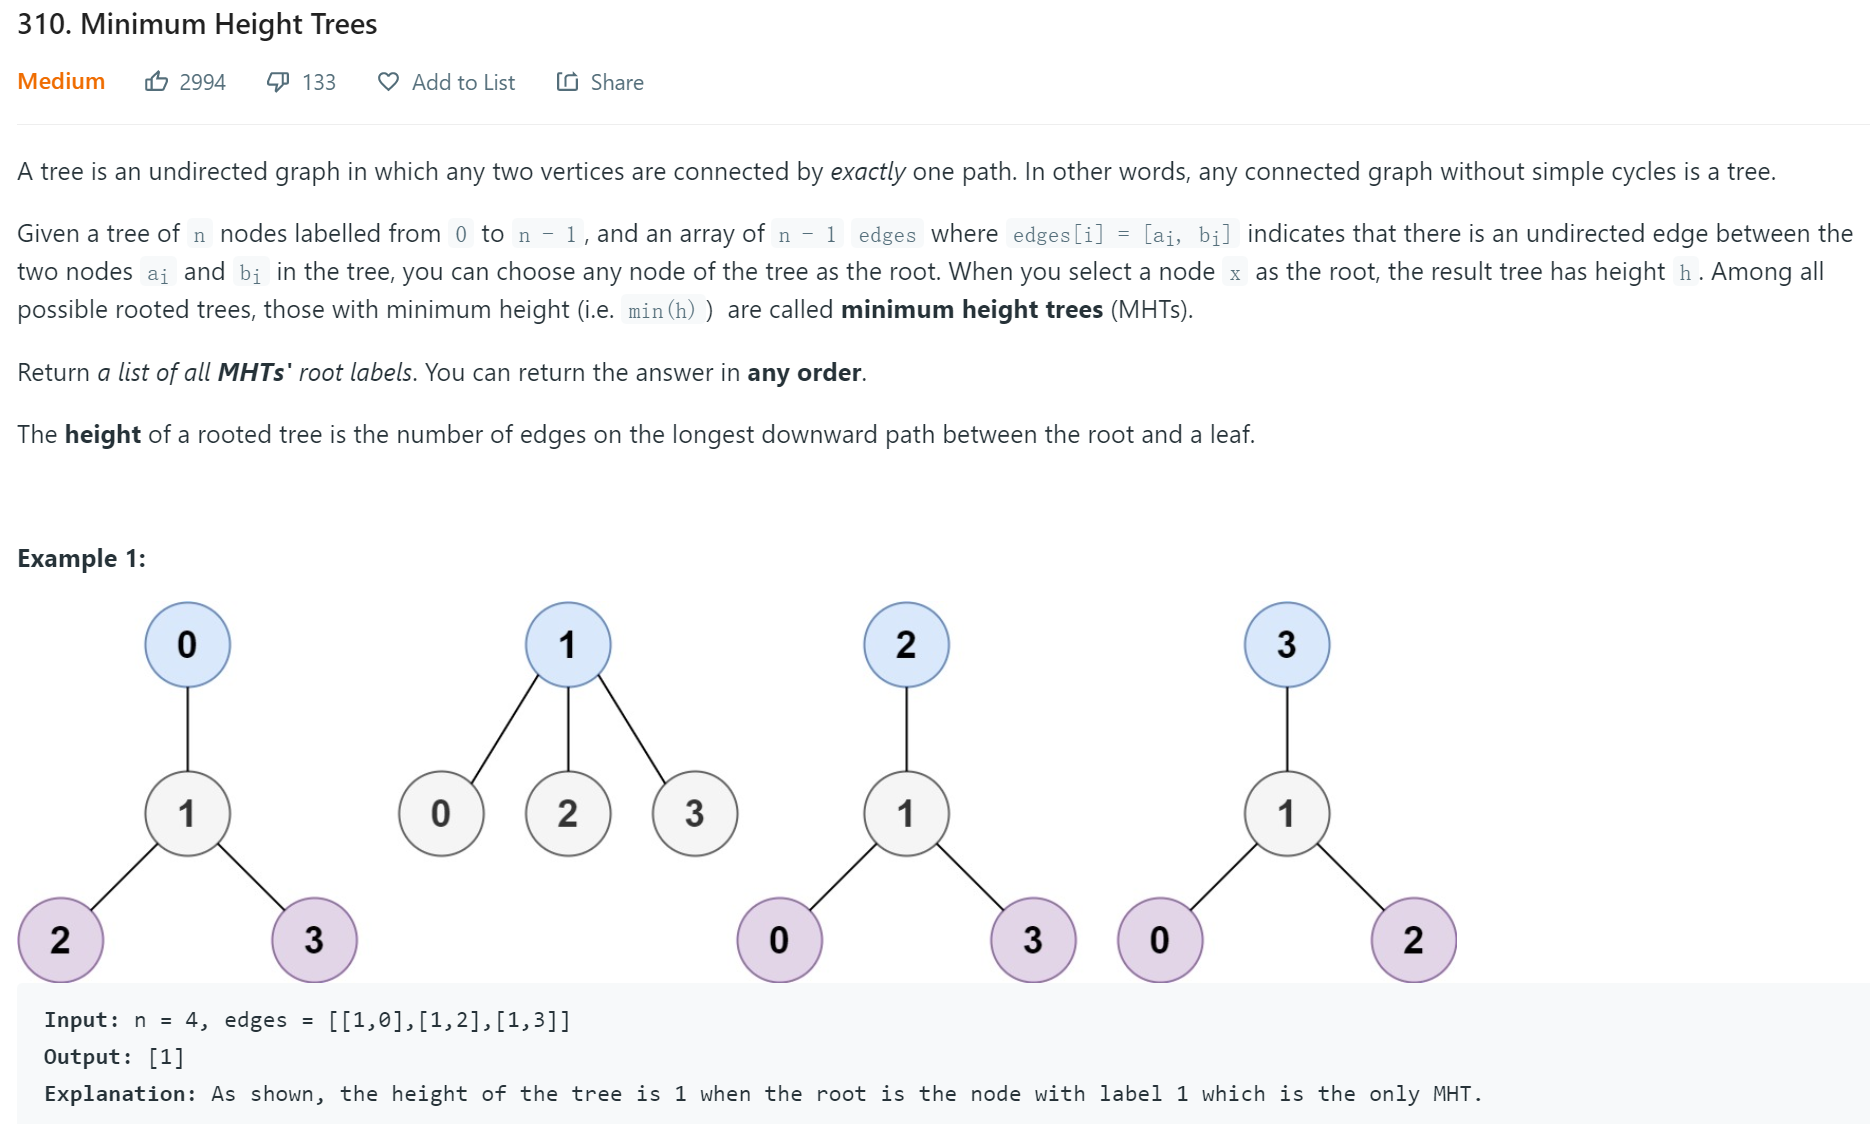 310. Minimum Height Trees
Medium 2994 133 Add to List Share
A tree is an undirected graph in which any two vertices are connected by exactly one path. In other words, any connected graph without simple cycles is a tree.
Given a tree of n nodes labelled from 0 to n - 1, and an array of n - 1 edges where edges[i] = [aᵢ, bᵢ] indicates that there is an undirected edge between the
two nodes aᵢ and bᵢ in the tree, you can choose any node of the tree as the root. When you select a node x as the root, the result tree has height h. Among all
possible rooted trees, those with minimum height (i.e. min(h)) are called minimum height trees (MHTs).
Return a list of all MHTs' root labels. You can return the answer in any order.
The height of a rooted tree is the number of edges on the longest downward path between the root and a leaf.
Example 1:
0 1 2 3
1 0 2 3 1 1
2 3 0 3 0 2
Input: n = 4, edges = [[1,0],[1,2],[1,3]]
Output: [1]
Explanation: As shown, the height of the tree is 1 when the root is the node with label 1 which is the only MHT.